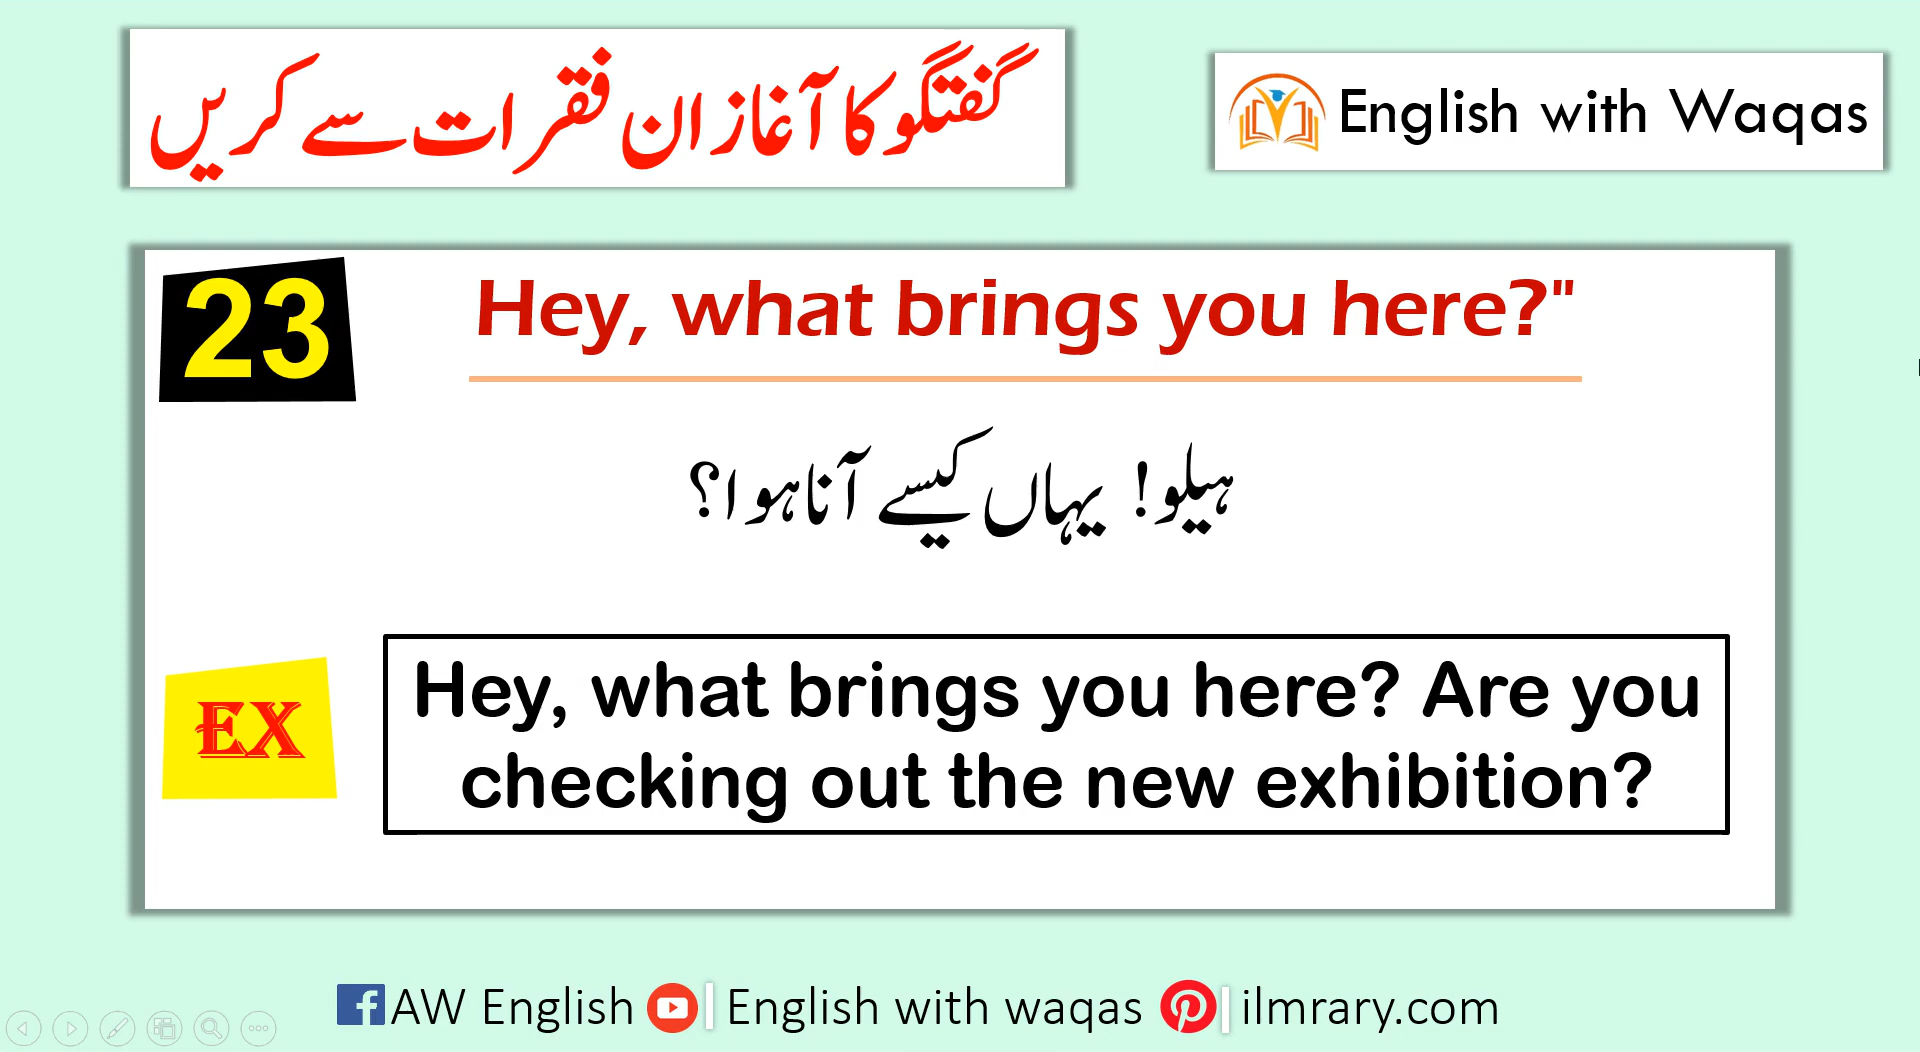 گفتگو کا آغاز ان فقرات سے کریں
English with Waqas
23
Hey, what brings you here?"
ہیلو! یہاں کیسے آنا ہوا؟
EX
Hey, what brings you here? Are you
checking out the new exhibition?
AW English | English with waqas | ilmrary.com